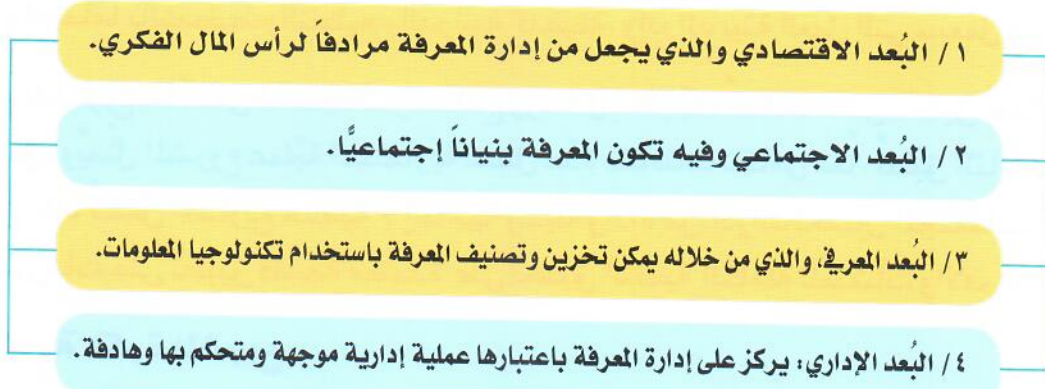 ١ / البُعد الاقتصادي والذي يجعل من إدارة المعرفة مرادفاً لرأس المال الفكري.
٢ / البُعد الاجتماعي وفيه تكون المعرفة بنياناً إجتماعيًّا.
٣ / البُعد المعرفي، والذي من خلاله يمكن تخزين وتصنيف المعرفة باستخدام تكنولوجيا المعلومات.
٤ / البُعد الإداري: يركز على إدارة المعرفة باعتبارها عملية إدارية موجهة ومتحكم بها وهادفة.